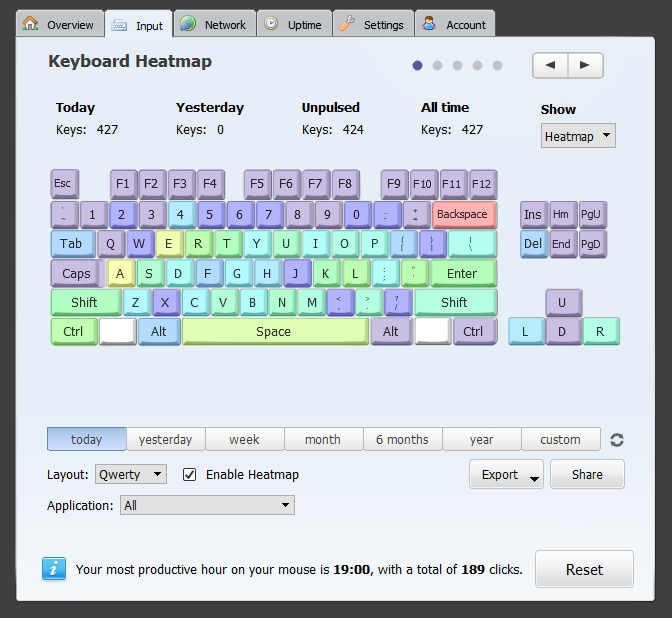 Overview Input Network Uptime Settings Account
Keyboard Heatmap
Today Yesterday Unpulsed All time Show
Keys: 427 Keys: 0 Keys: 424 Keys: 427 Heatmap
Esc F1 F2 F3 F4 F5 F6 F7 F8 F9 F10 F11 F12
~ ` 1 2 3 4 5 6 7 8 9 0 Backspace Ins Hm PgU
Tab Q W E R T Y U I O P { [ } ] | \ Del End PgD
Caps A S D F G H J K L : ; " ' Enter
Shift Z X C V B N M < , > . ? / Shift U
Ctrl Alt Space Alt Ctrl L D R
today yesterday week month 6 months year custom
Layout: Qwerty Enable Heatmap Export Share
Application: All
i Your most productive hour on your mouse is 19:00, with a total of 189 clicks. Reset